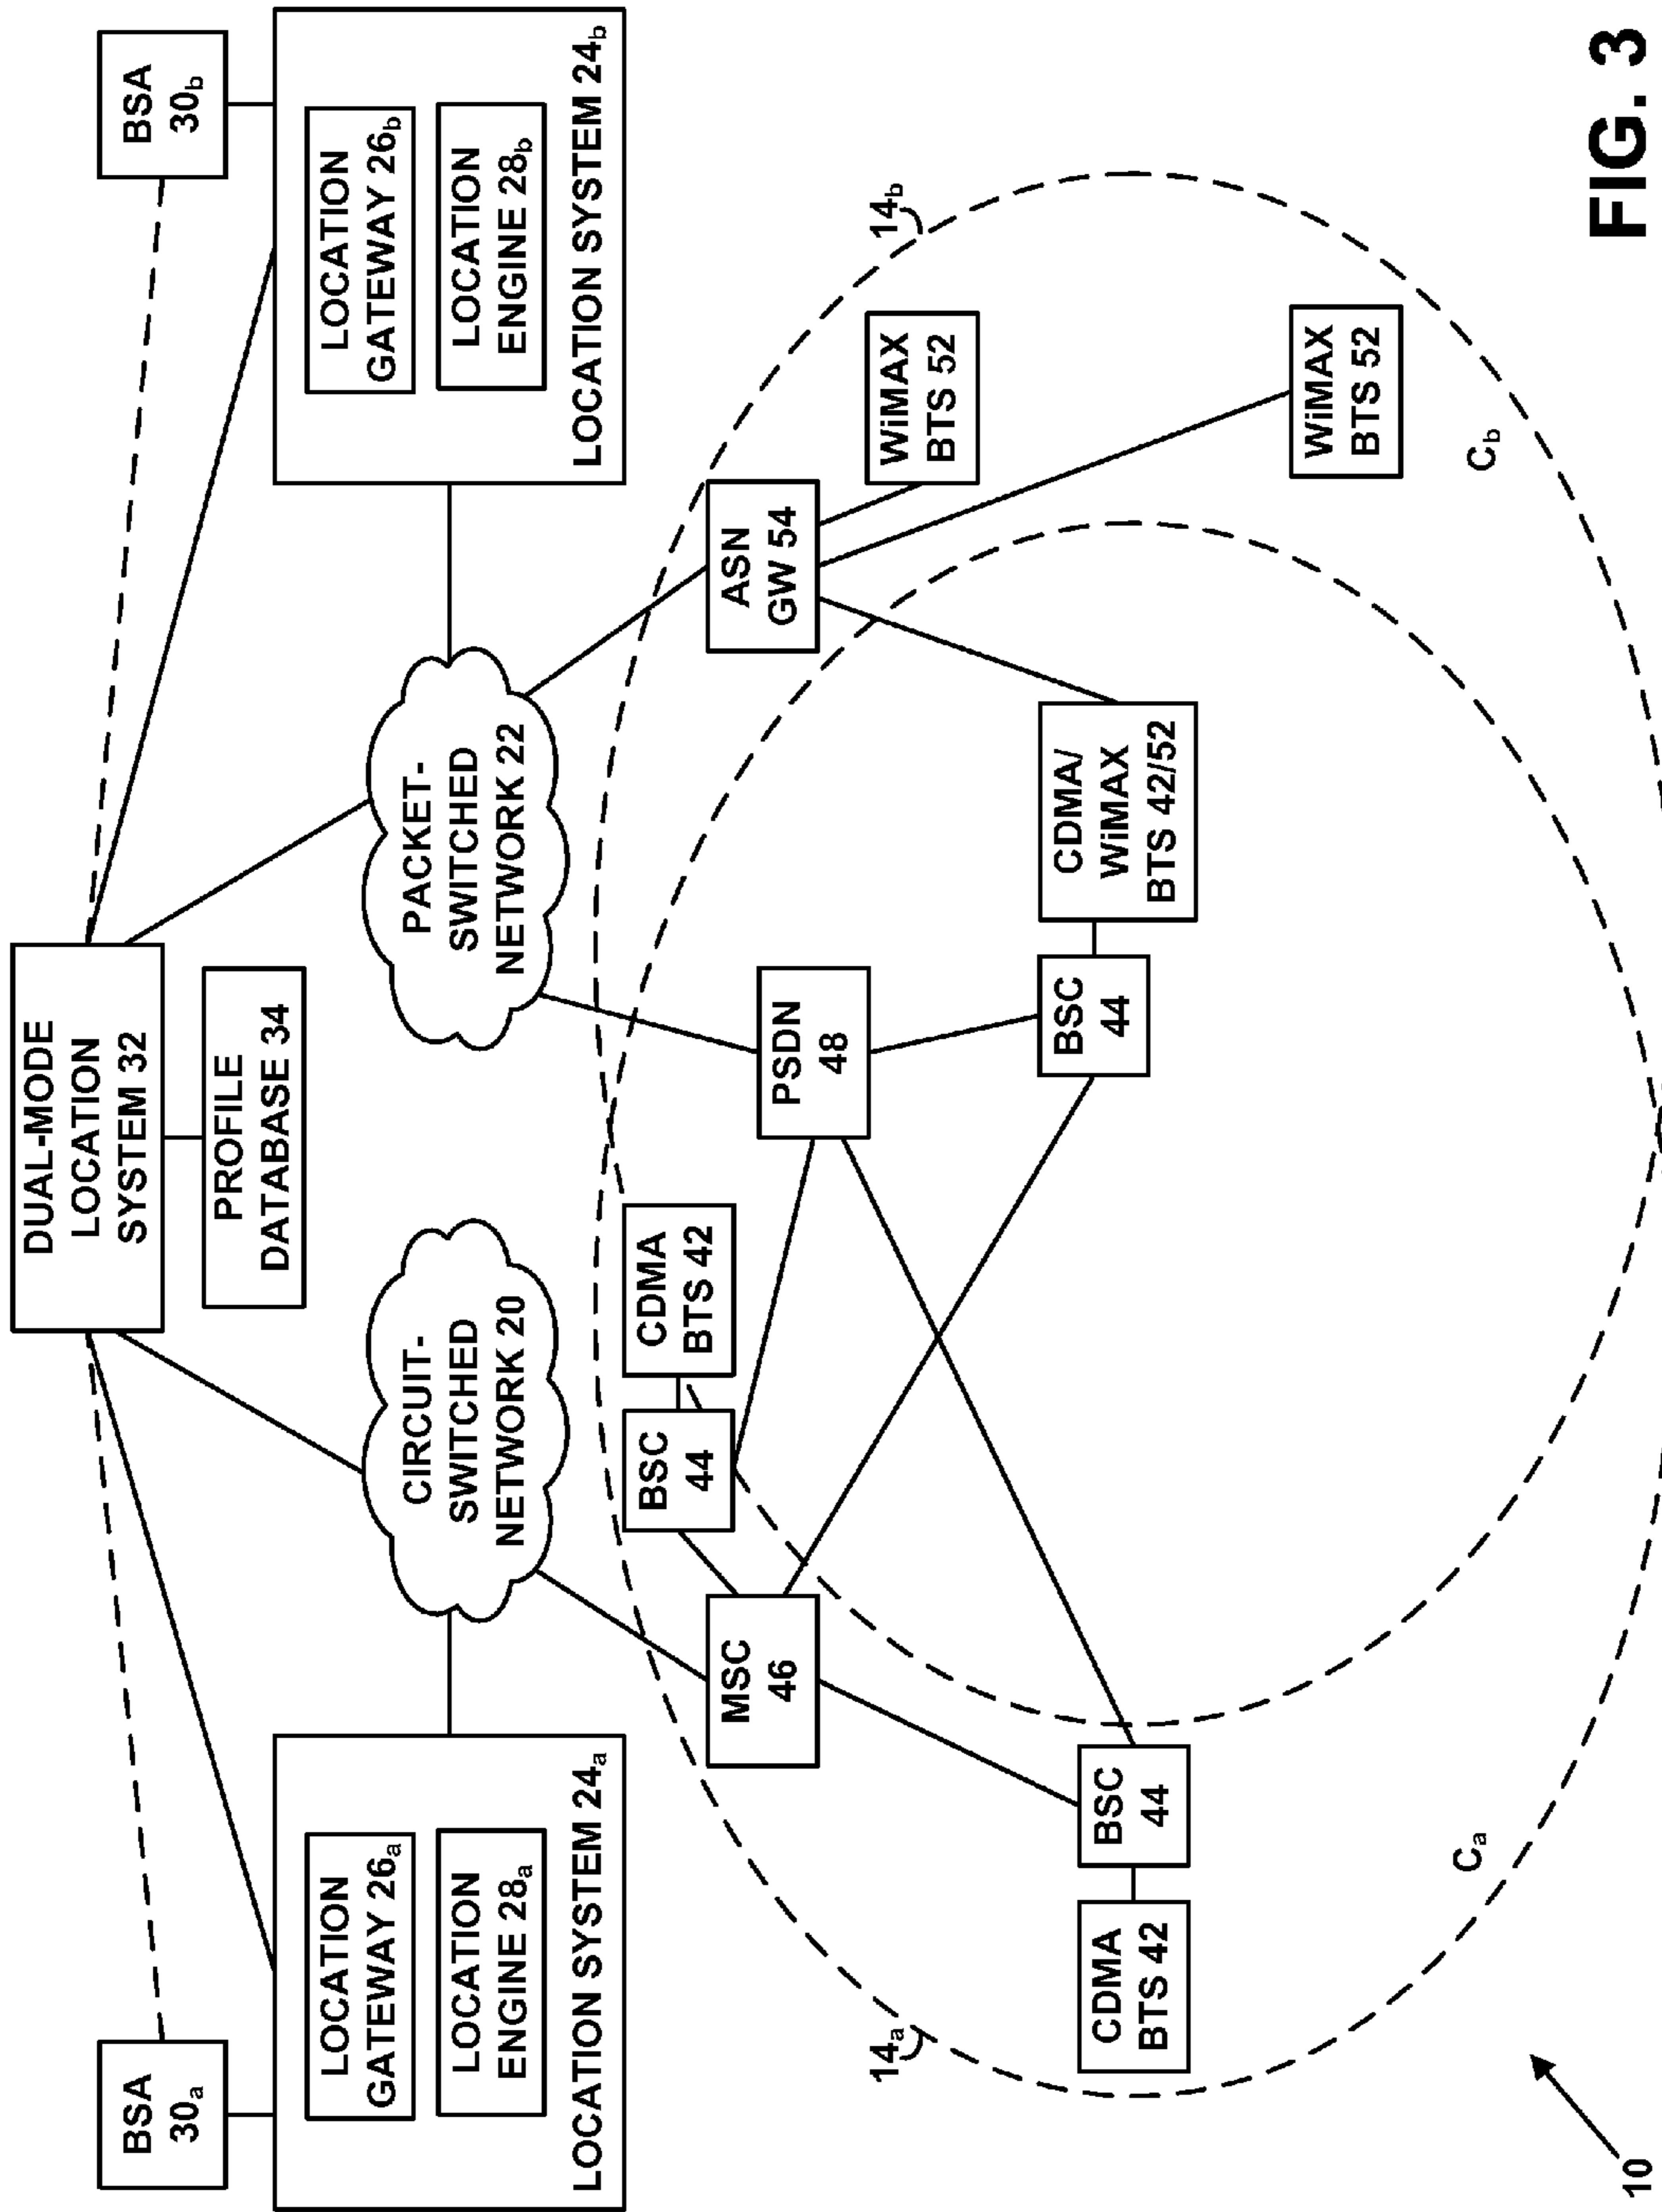 BSA
30a
DUAL-MODE
LOCATION
SYSTEM 32
BSA
30b
PROFILE
DATABASE 34
LOCATION
GATEWAY 26a
LOCATION
ENGINE 28a
LOCATION SYSTEM 24a
CIRCUIT-
SWITCHED
NETWORK 20
PACKET-
SWITCHED
NETWORK 22
LOCATION
GATEWAY 26b
LOCATION
ENGINE 28b
LOCATION SYSTEM 24b
BSC
44
CDMA
BTS 42
MSC
46
PSDN
48
ASN
GW 54
14a
14b
WiMAX
BTS 52
CDMA
BTS 42
BSC
44
BSC
44
CDMA/
WiMAX
BTS 42/52
WiMAX
BTS 52
Ca
Cb
10
FIG. 3